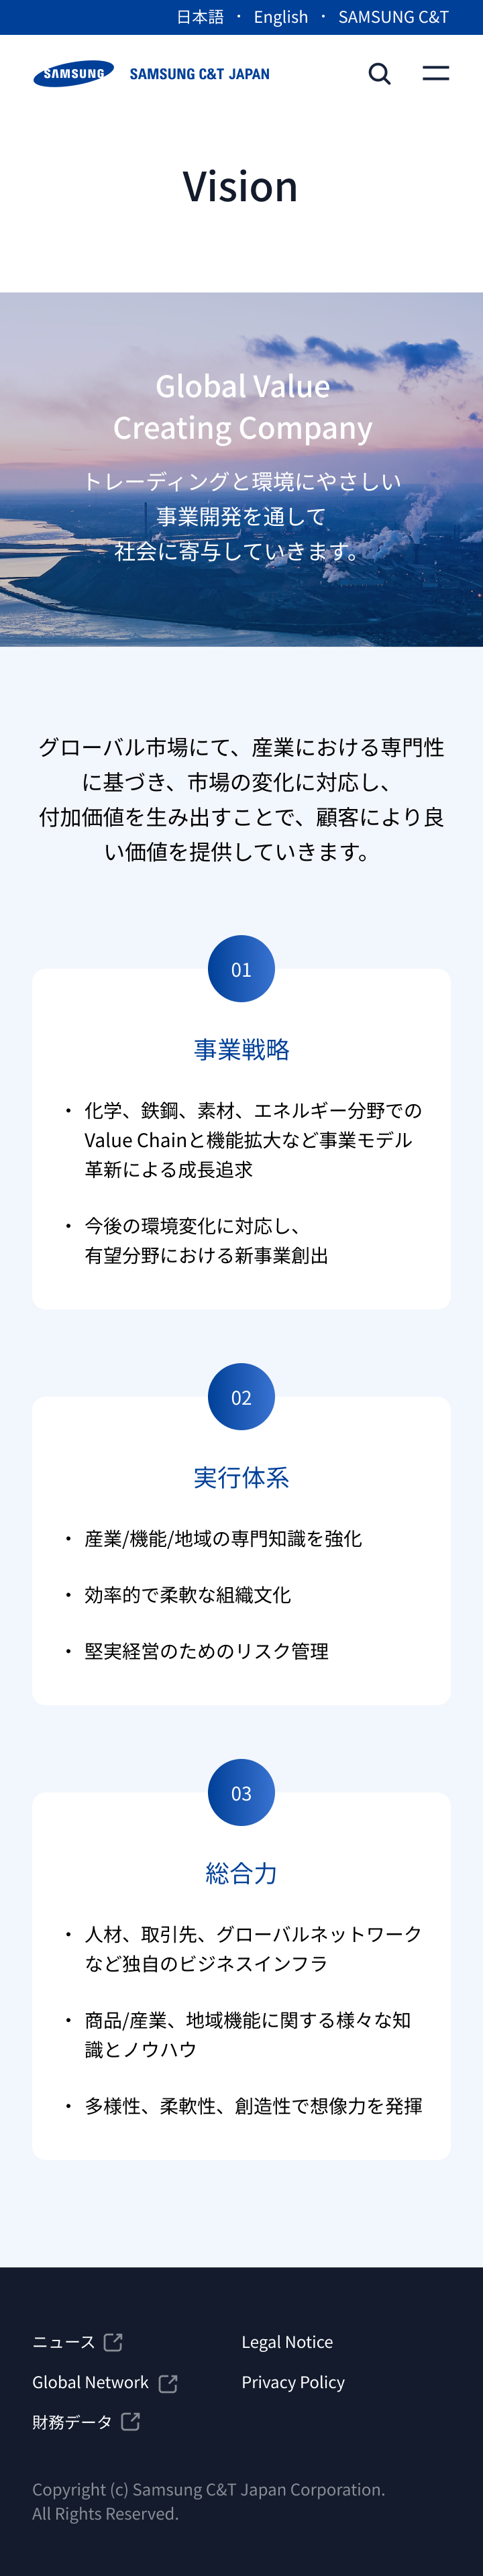 日本語 ・ English ・ SAMSUNG C&T
SAMSUNG SAMSUNG C&T JAPAN
Vision
Global Value
Creating Company
トレーディングと環境にやさしい
事業開発を通して
社会に寄与していきます。
グローバル市場にて、産業における専門性
に基づき、市場の変化に対応し、
付加価値を生み出すことで、顧客により良
い価値を提供していきます。
01
事業戦略
・ 化学、鉄鋼、素材、エネルギー分野での
Value Chainと機能拡大など事業モデル
革新による成長追求
・ 今後の環境変化に対応し、
有望分野における新事業創出
02
実行体系
・ 産業/機能/地域の専門知識を強化
・ 効率的で柔軟な組織文化
・ 堅実経営のためのリスク管理
03
総合力
・ 人材、取引先、グローバルネットワーク
など独自のビジネスインフラ
・ 商品/産業、地域機能に関する様々な知
識とノウハウ
・ 多様性、柔軟性、創造性で想像力を発揮
ニュース Legal Notice
Global Network Privacy Policy
財務データ
Copyright (c) Samsung C&T Japan Corporation.
All Rights Reserved.